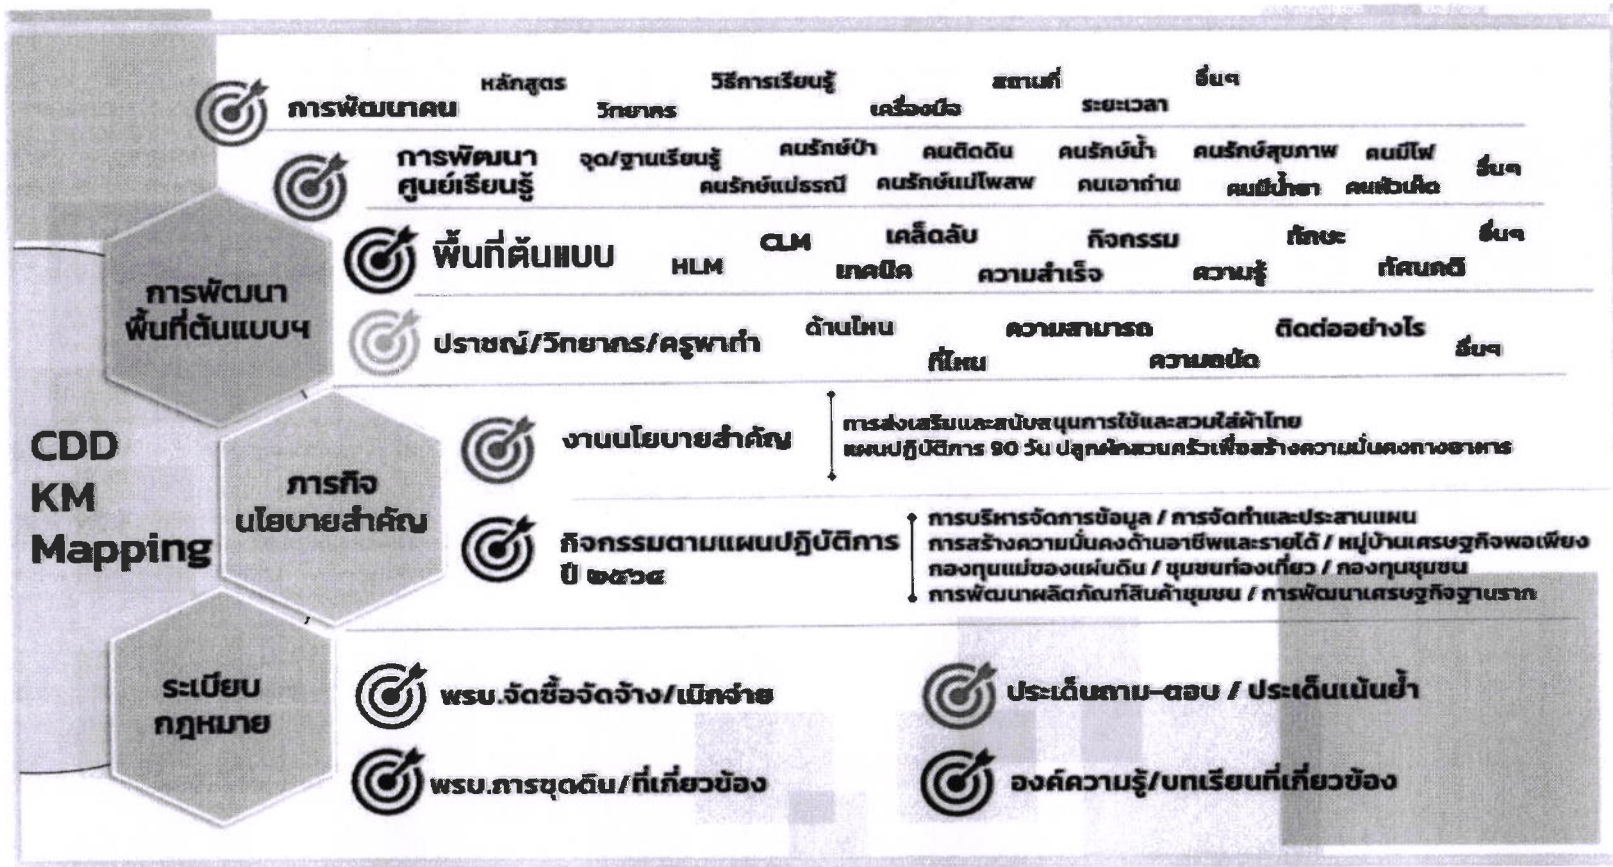 CDD
KM
Mapping
การพัฒนา
พื้นที่ต้นแบบฯ
การพัฒนาคน
หลักสูตร
วิทยากร
วิธีการเรียนรู้
เครื่องมือ
สถานที่
ระยะเวลา
อื่นๆ
การพัฒนา
ศูนย์เรียนรู้
จุด/ฐานเรียนรู้
คนรักษ์แม่ธรณี
คนรักษ์ป่า
คนรักษ์แม่โพสพ
คนติดดิน
คนเอาถ่าน
คนรักษ์น้ำ
คนมีน้ำยา
คนรักษ์สุขภาพ
คนหัวเห็ด
คนมีไฟ
อื่นๆ
พื้นที่ต้นแบบ
HLM
CLM
เทคนิค
เคล็ดลับ
ความสำเร็จ
กิจกรรม
ความรู้
ทักษะ
ทัศนคติ
อื่นๆ
ปราชญ์/วิทยากร/ครูพาทำ
ด้านไหน
ที่ไหน
ความสามารถ
ความถนัด
ติดต่ออย่างไร
อื่นๆ
ภารกิจ
นโยบายสำคัญ
งานนโยบายสำคัญ
การส่งเสริมและสนับสนุนการใช้และสวมใส่ผ้าไทย
แผนปฏิบัติการ 90 วัน ปลูกผักสวนครัวเพื่อสร้างความมั่นคงทางอาหาร
กิจกรรมตามแผนปฏิบัติการ
ปี ๒๕๖๔
การบริหารจัดการข้อมูล / การจัดทำและประสานแผน
การสร้างความมั่นคงด้านอาชีพและรายได้ / หมู่บ้านเศรษฐกิจพอเพียง
กองทุนแม่ของแผ่นดิน / ชุมชนท่องเที่ยว / กองทุนชุมชน
การพัฒนาผลิตภัณฑ์สินค้าชุมชน / การพัฒนาเศรษฐกิจฐานราก
ระเบียบ
กฎหมาย
พรบ.จัดซื้อจัดจ้าง/เบิกจ่าย
ประเด็นถาม-ตอบ / ประเด็นเน้นย้ำ
พรบ.การขุดดิน/ที่เกี่ยวข้อง
องค์ความรู้/บทเรียนที่เกี่ยวข้อง